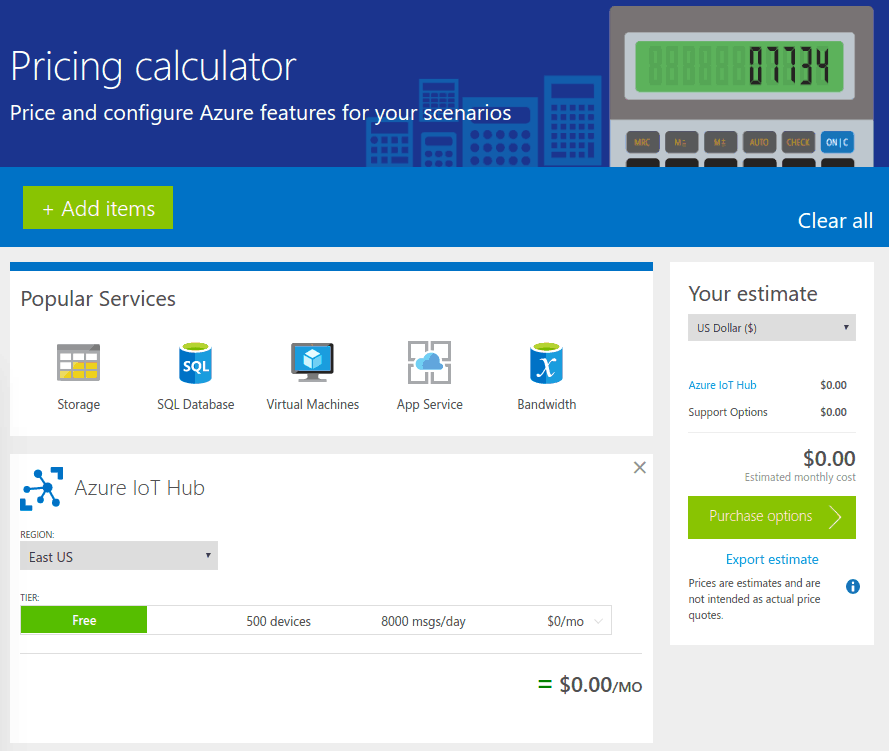 Pricing calculator
Price and configure Azure features for your scenarios
07734
MRC
AUTO
CHECK
ON|C
+ Add items
Clear all
Popular Services
Storage
SQL
SQL Database
Virtual Machines
App Service
X
Bandwidth
Azure IoT Hub
REGION:
East US
TIER:
Free 500 devices 8000 msgs/day $0/mo
= $0.00/MO
Your estimate
US Dollar ($)
Azure IoT Hub $0.00
Support Options $0.00
$0.00
Estimated monthly cost
Purchase options
Export estimate
Prices are estimates and are
not intended as actual price
quotes.